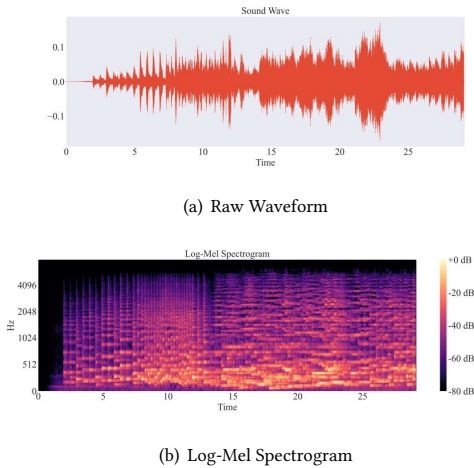 Sound Wave
0.1
0.0
−0.1
0 5 10 15 20 25
Time
(a) Raw Waveform
Log-Mel Spectrogram
+0 dB
4096
-20 dB
2048
Hz
1024
-40 dB
512
-60 dB
0
-80 dB
0 5 10 15 20 25
Time
(b) Log-Mel Spectrogram